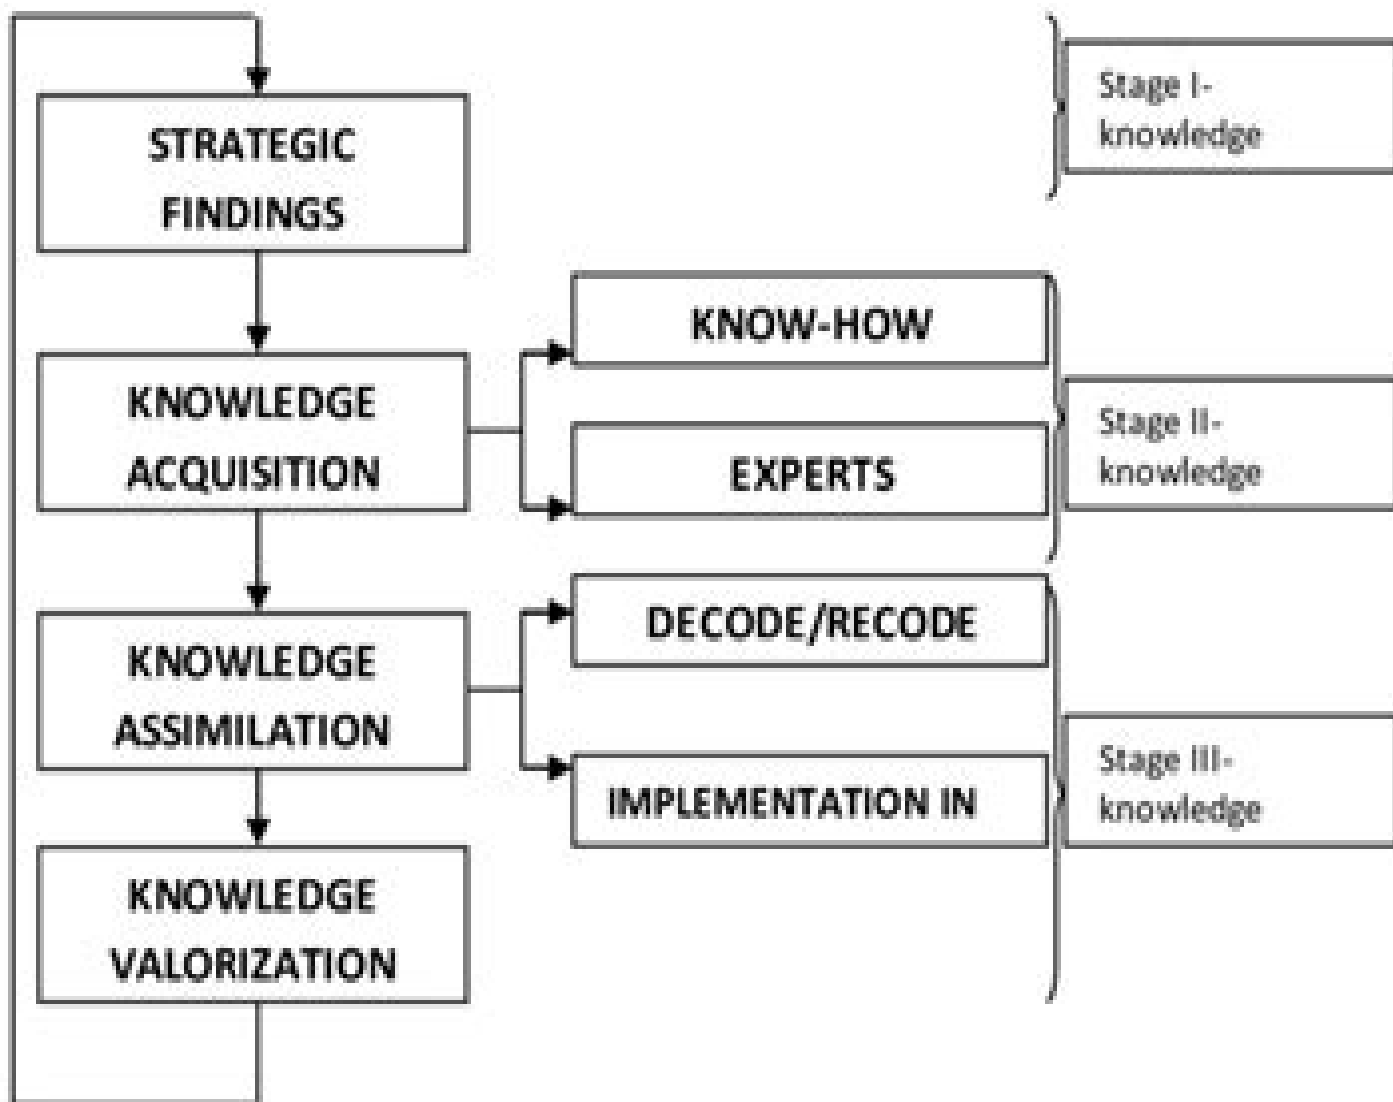 STRATEGIC
FINDINGS
KNOWLEDGE
ACQUISITION
KNOWLEDGE
ASSIMILATION
KNOWLEDGE
VALORIZATION
KNOW-HOW
EXPERTS
DECODE/RECODE
IMPLEMENTATION IN
Stage I-
knowledge
Stage II-
knowledge
Stage III-
knowledge